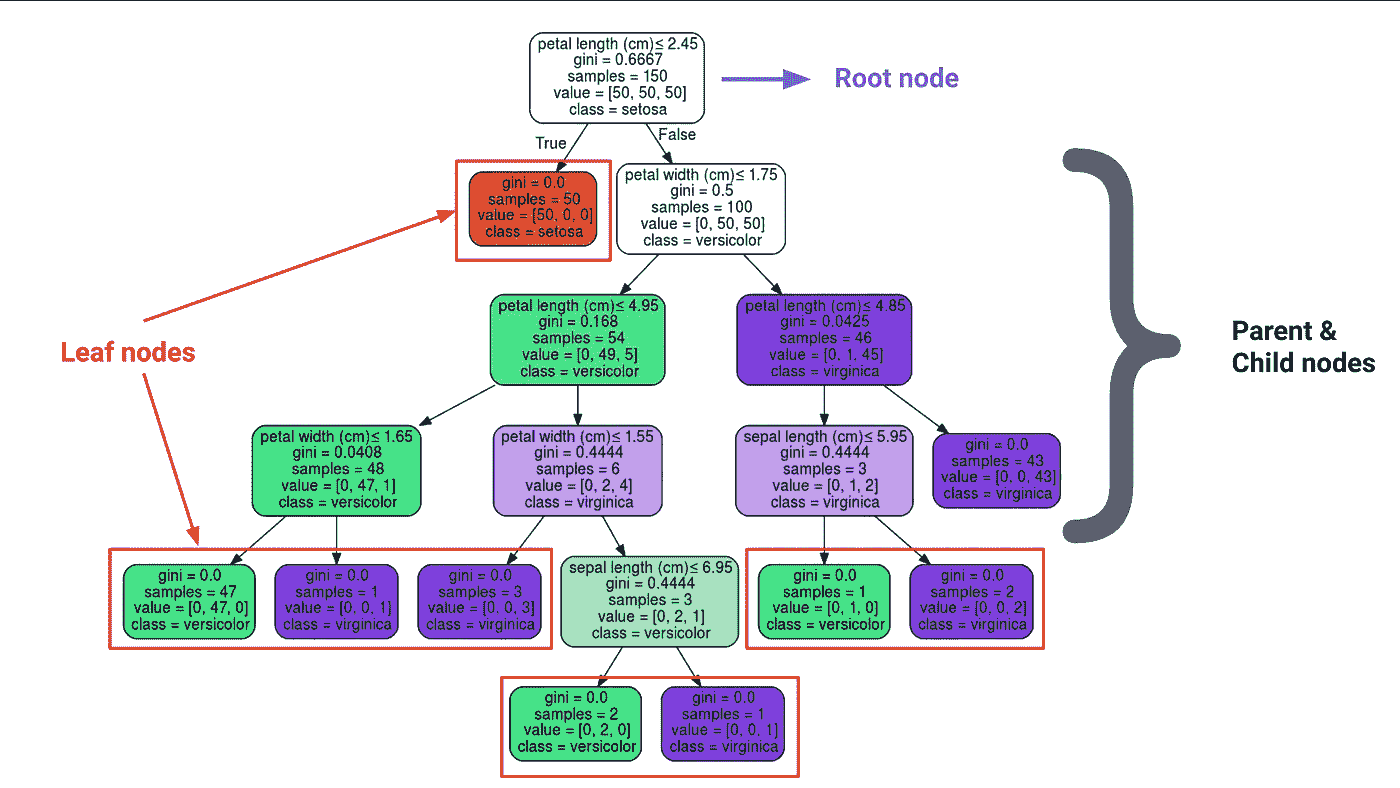 petal length (cm)≤ 2.45
gini = 0.6667
samples = 150
value = [50, 50, 50]
class = setosa
Root node
True
False
gini = 0.0
samples = 50
value = [50, 0, 0]
class = setosa
petal width (cm)≤ 1.75
gini = 0.5
samples = 100
value = [0, 50, 50]
class = versicolor
petal length (cm)≤ 4.95
gini = 0.168
samples = 54
value = [0, 49, 5]
class = versicolor
petal length (cm)≤ 4.85
gini = 0.0425
samples = 46
value = [0, 1, 45]
class = virginica
Leaf nodes
Parent &
Child nodes
petal width (cm)≤ 1.65
gini = 0.0408
samples = 48
value = [0, 47, 1]
class = versicolor
petal width (cm)≤ 1.55
gini = 0.4444
samples = 6
value = [0, 2, 4]
class = virginica
sepal length (cm)≤ 5.95
gini = 0.4444
samples = 3
value = [0, 1, 2]
class = virginica
gini = 0.0
samples = 43
value = [0, 0, 43]
class = virginica
gini = 0.0
samples = 47
value = [0, 47, 0]
class = versicolor
gini = 0.0
samples = 1
value = [0, 0, 1]
class = virginica
gini = 0.0
samples = 3
value = [0, 0, 3]
class = virginica
sepal length (cm)≤ 6.95
gini = 0.4444
samples = 3
value = [0, 2, 1]
class = versicolor
gini = 0.0
samples = 1
value = [0, 1, 0]
class = versicolor
gini = 0.0
samples = 2
value = [0, 0, 2]
class = virginica
gini = 0.0
samples = 2
value = [0, 2, 0]
class = versicolor
gini = 0.0
samples = 1
value = [0, 0, 1]
class = virginica